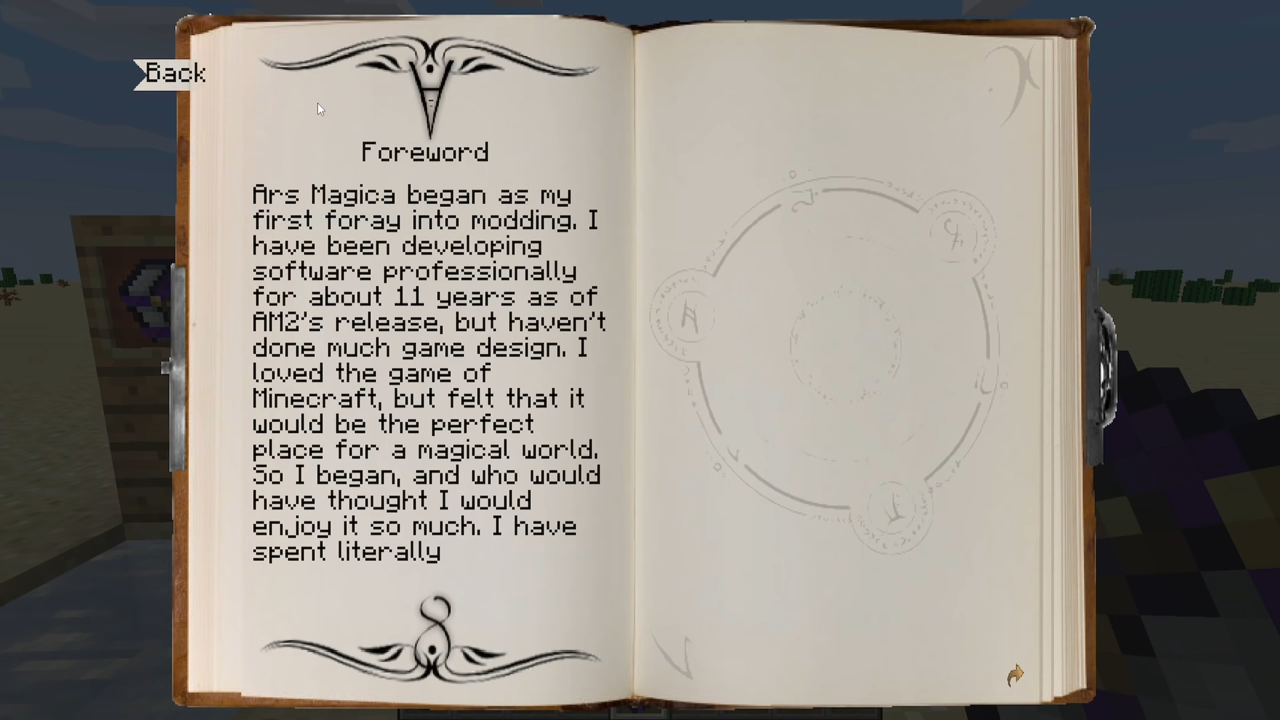 Back
Foreword
Ars Magica began as my
first foray into modding. I
have been developing
software professionally
for about 11 years as of
AM2's release, but haven't
done much game design. I
loved the game of
Minecraft, but felt that it
would be the perfect
place for a magical world.
So I began, and who would
have thought I would
enjoy it so much. I have
spent literally